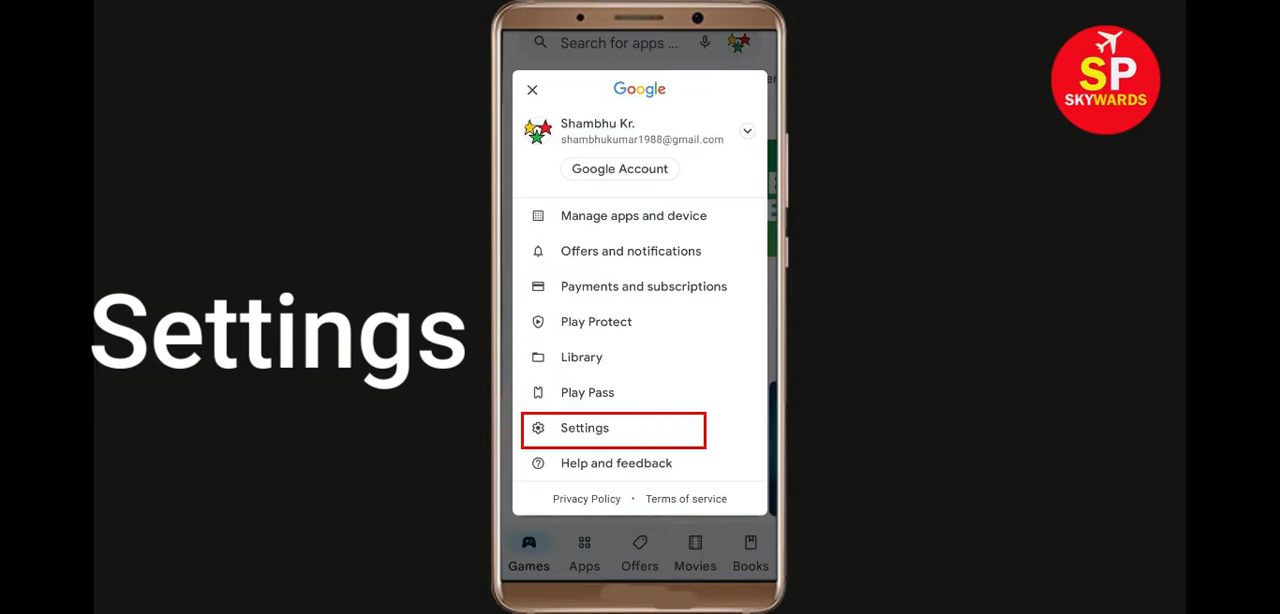 Search for apps ...
SP
SKYWARDS
Google
Shambhu Kr.
shambhukumar1988@gmail.com
Google Account
Manage apps and device
Offers and notifications
Payments and subscriptions
Play Protect
Library
Play Pass
Settings
Settings
Help and feedback
Privacy Policy • Terms of service
Games Apps Offers Movies Books